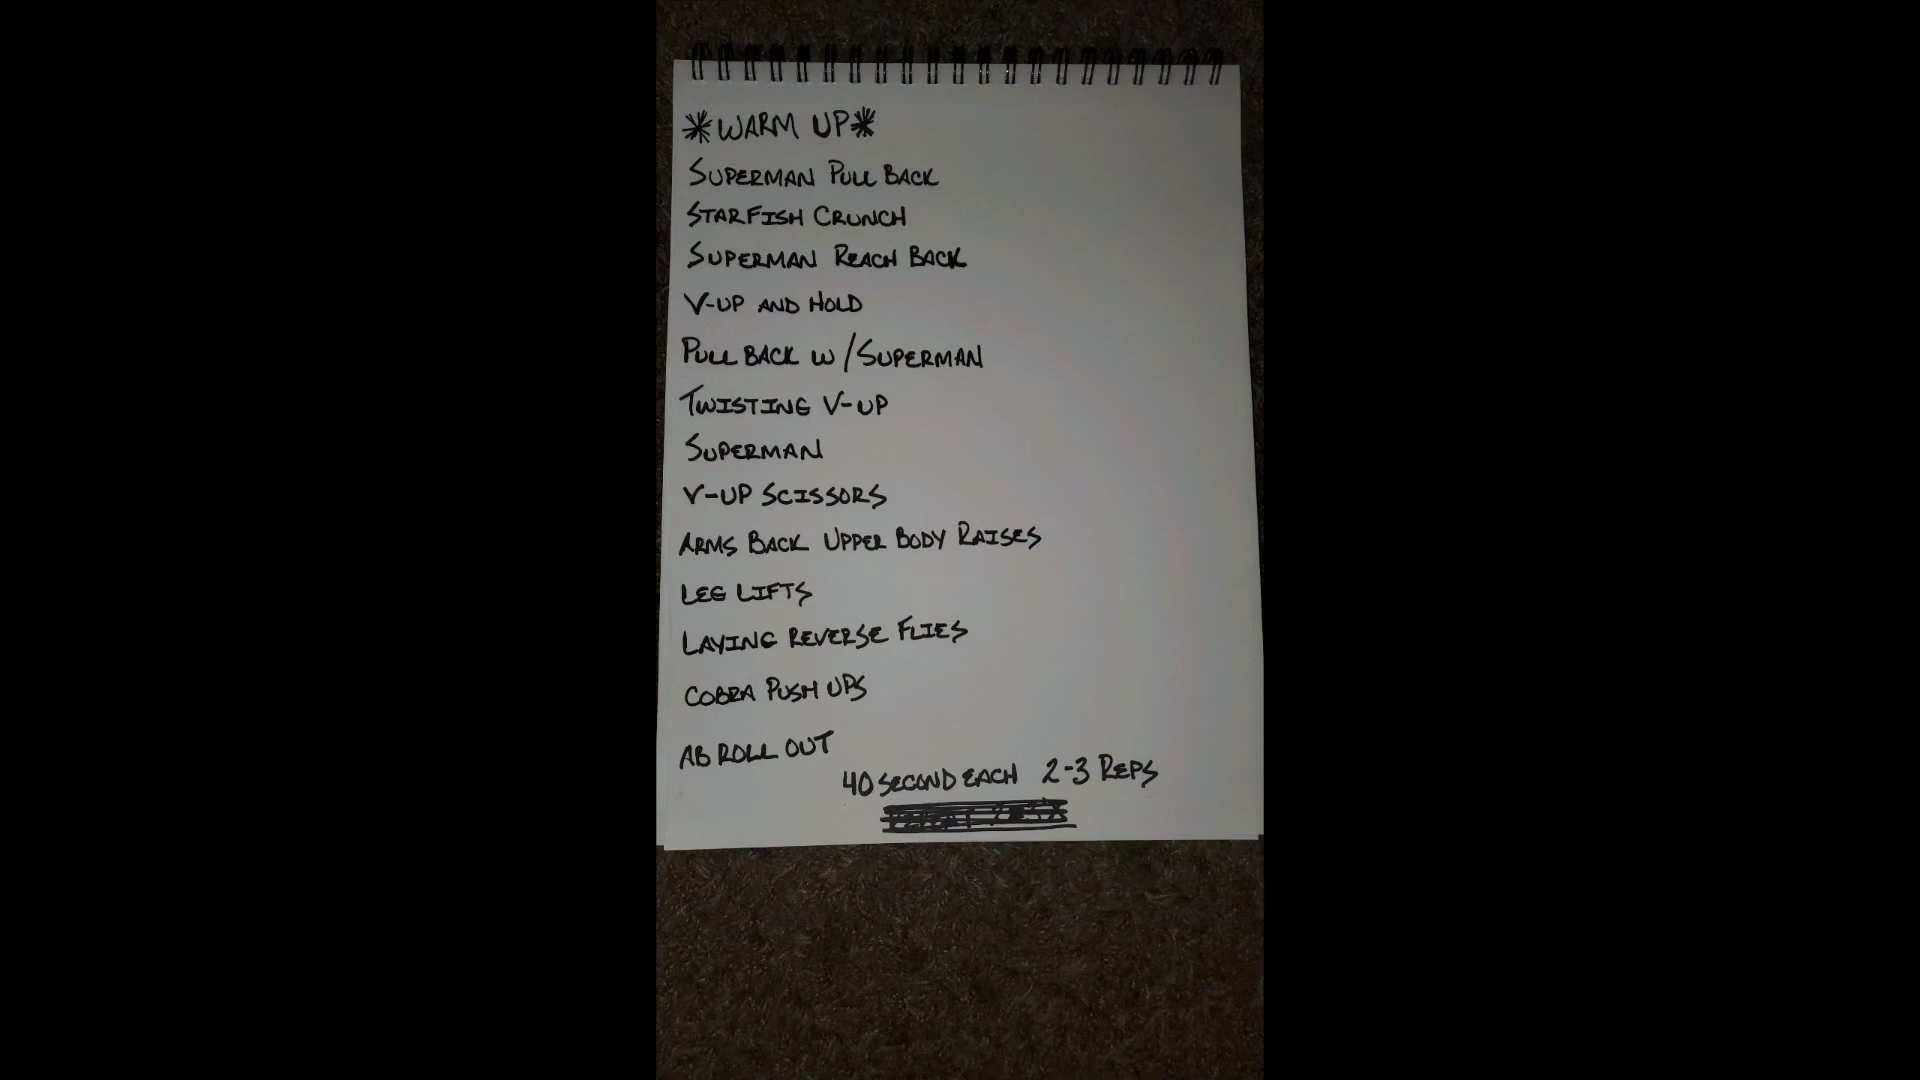 *WARM UP*
SUPERMAN PULL BACK
STARFISH CRUNCH
SUPERMAN REACH BACK
V-UP AND HOLD
PULL BACK W/SUPERMAN
TWISTING V-UP
SUPERMAN
V-UP SCISSORS
ARMS BACK UPPER BODY RAISES
LEG LIFTS
LAYING REVERSE FLIES
COBRA PUSH UPS
AB ROLL OUT
40 SECOND EACH 2-3 REPS